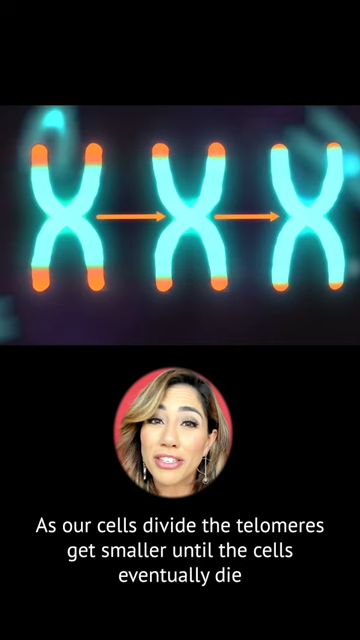 As our cells divide the telomeres
get smaller until the cells
eventually die